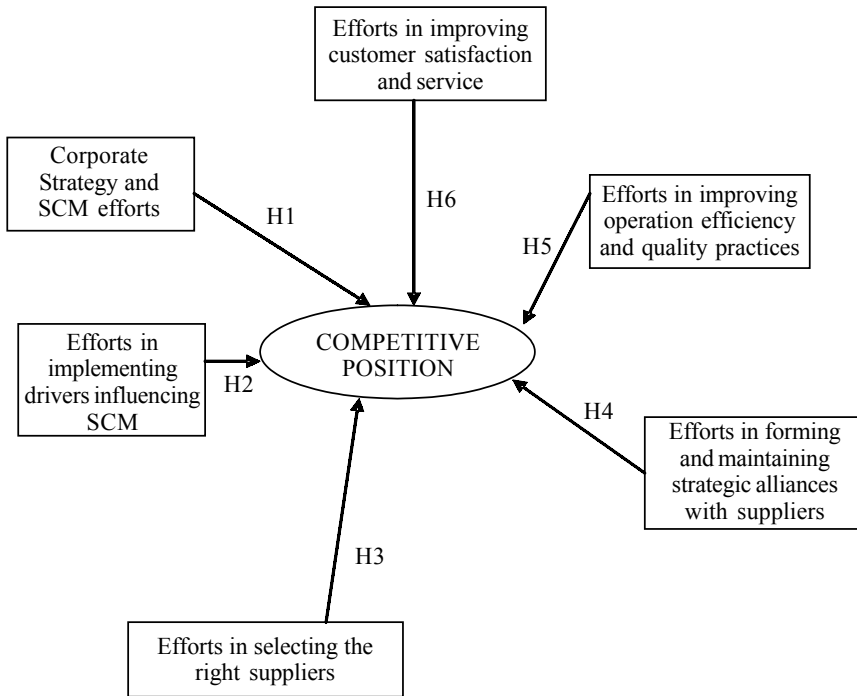 Efforts in improving
customer satisfaction
and service
Corporate
Strategy and
SCM efforts
H1
H6
Efforts in improving
operation efficiency
and quality practices
H5
COMPETITIVE
POSITION
Efforts in
implementing
drivers influencing
SCM
H2
H4
Efforts in forming
and maintaining
strategic alliances
with suppliers
H3
Efforts in selecting the
right suppliers